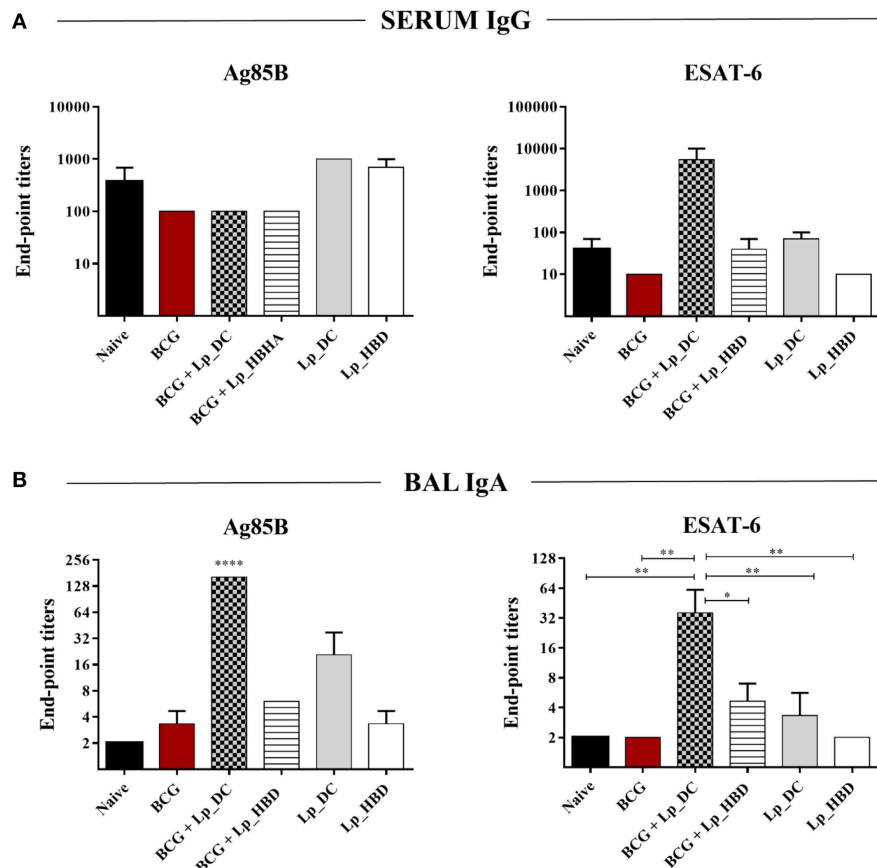 A
SERUM IgG
Ag85B
End-point titers
10000
1000
100
10
Naive
BCG
BCG + Lp_DC
BCG + Lp_HBHA
Lp_DC
Lp_HBD
ESAT-6
End-point titers
100000
10000
1000
100
10
Naive
BCG
BCG + Lp_DC
BCG + Lp_HBD
Lp_DC
Lp_HBD
B
BAL IgA
Ag85B
End-point titers
256
128
64
32
16
8
4
2
****
Naive
BCG
BCG + Lp_DC
BCG + Lp_HBD
Lp_DC
Lp_HBD
ESAT-6
End-point titers
128
64
32
16
8
4
2
**
**
**
**
*
Naive
BCG
BCG + Lp_DC
BCG + Lp_HBD
Lp_DC
Lp_HBD